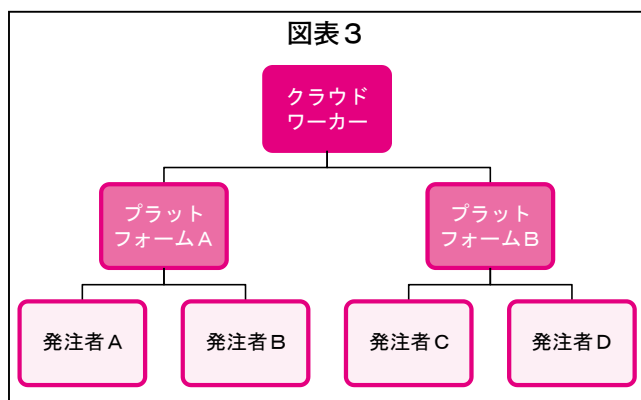 図表３
クラウド
ワーカー
プラット
フォームＡ
プラット
フォームＢ
発注者Ａ
発注者Ｂ
発注者Ｃ
発注者Ｄ